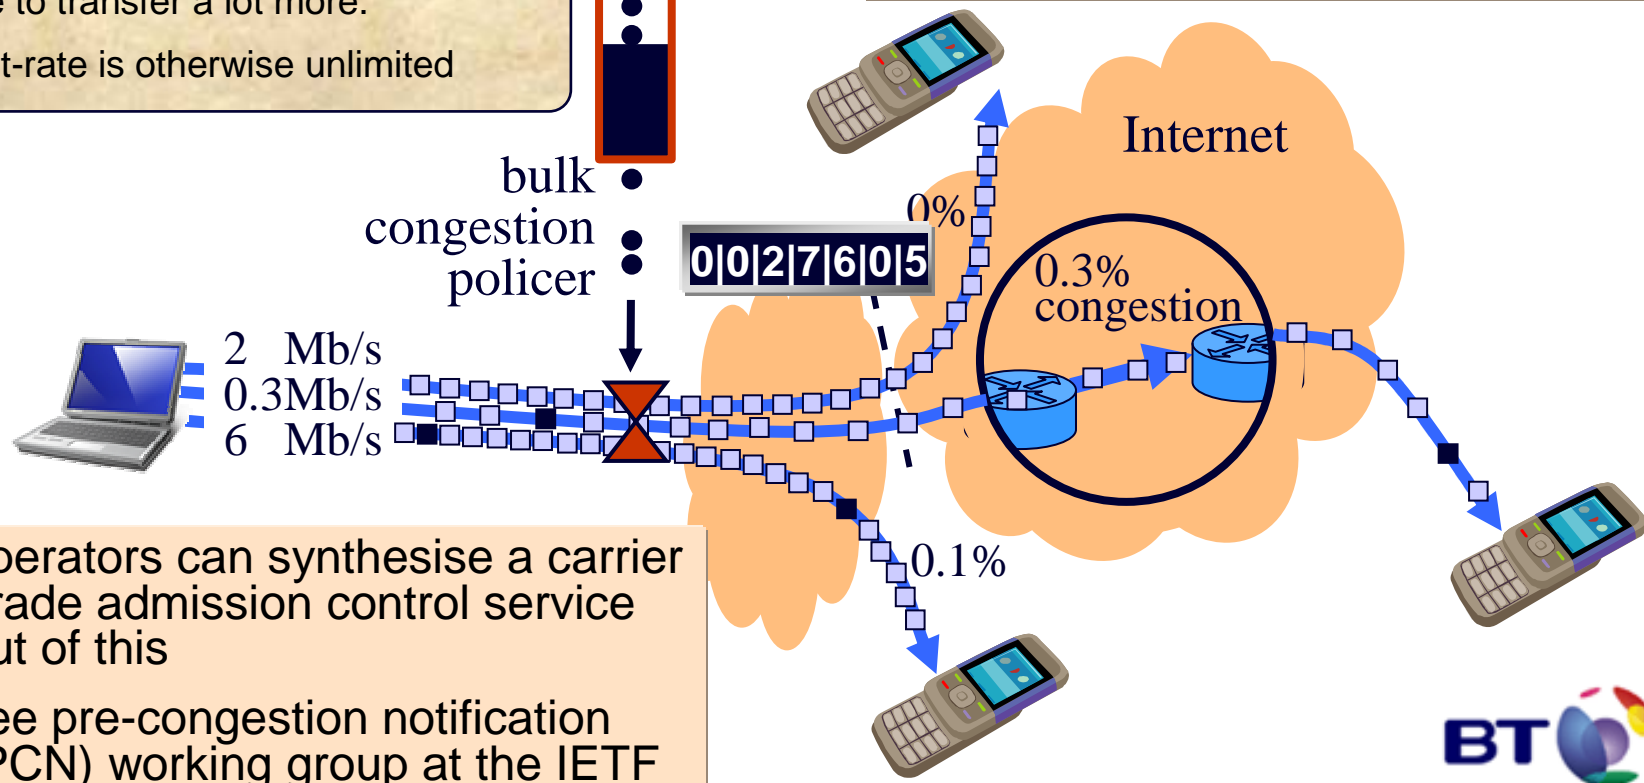 to transfer a lot more.
t-rate is otherwise unlimited
bulk
congestion
policer
0|0|2|7|6|0|5
0%
Internet
0.3%
congestion
2 Mb/s
0.3Mb/s
6 Mb/s
0.1%
perators can synthesise a carrier
rade admission control service
ut of this
ee pre-congestion notification
PCN) working group at the IETF
BT